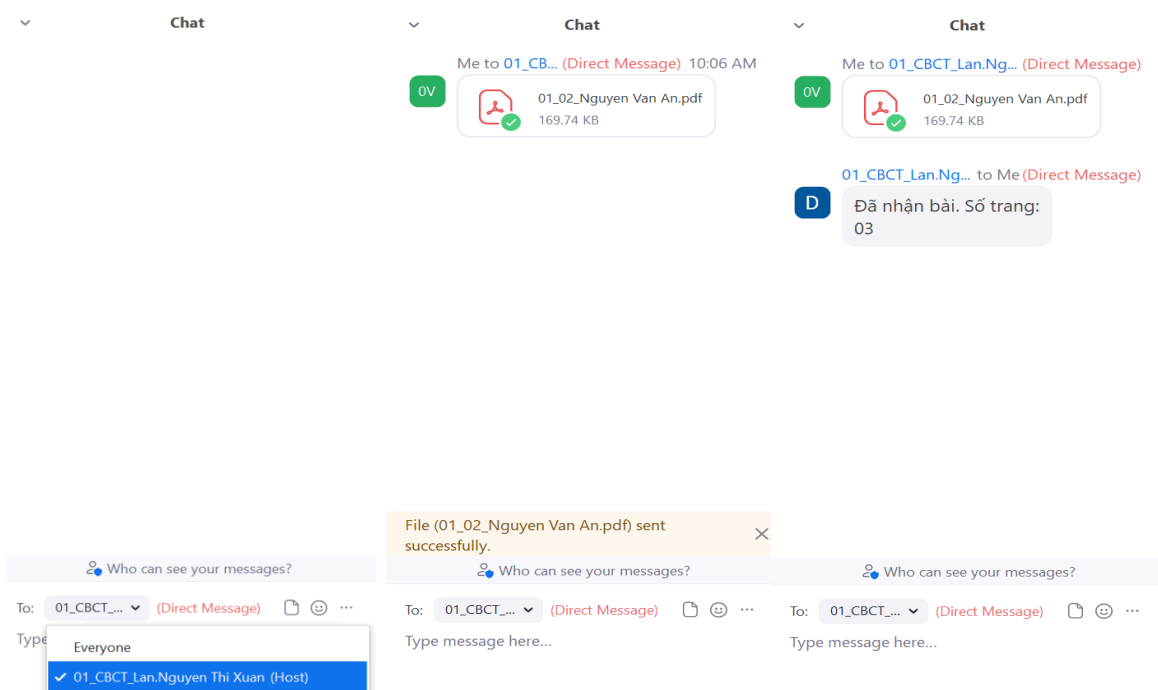 Chat
Who can see your messages?
To: 01_CBCT_... (Direct Message) ...
Type
Everyone
01_CBCT_Lan.Nguyen Thi Xuan (Host)
Chat
Me to 01_CB... (Direct Message) 10:06 AM
0V
01_02_Nguyen Van An.pdf
169.74 KB
File (01_02_Nguyen Van An.pdf) sent
successfully.
Who can see your messages?
To: 01_CBCT_... (Direct Message) ...
Type message here...
Chat
Me to 01_CBCT_Lan.Ng... (Direct Message)
0V
01_02_Nguyen Van An.pdf
169.74 KB
01_CBCT_Lan.Ng... to Me (Direct Message)
D
Đã nhận bài. Số trang:
03
Who can see your messages?
To: 01_CBCT_... (Direct Message) ...
Type message here...